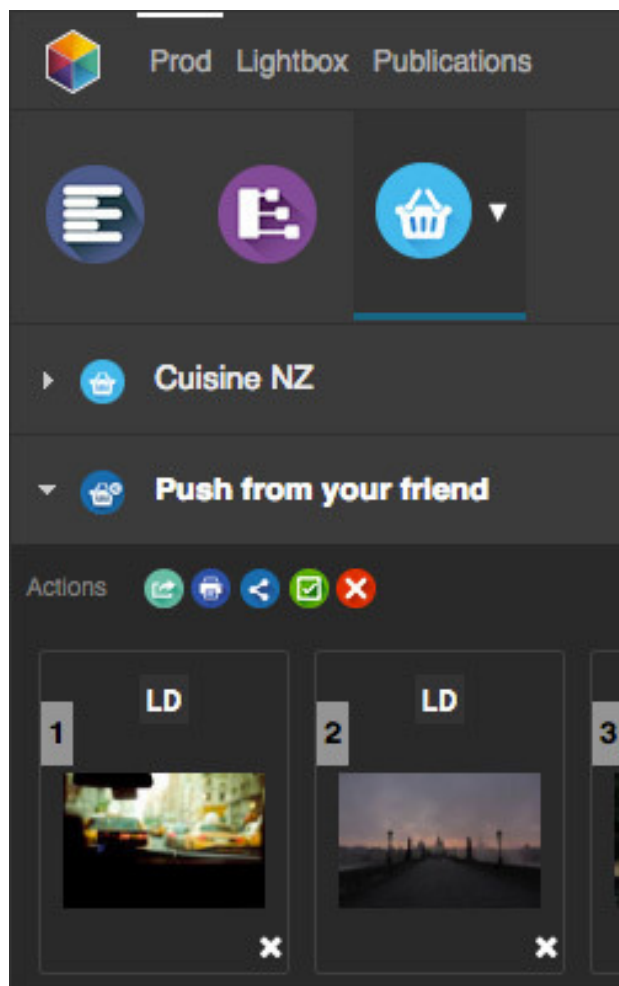 Prod Lightbox Publications
Cuisine NZ
Push from your friend
Actions
LD LD
1 2 3